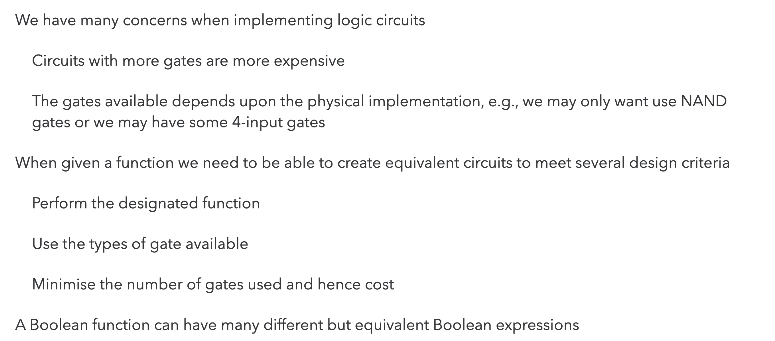 We have many concerns when implementing logic circuits
Circuits with more gates are more expensive
The gates available depends upon the physical implementation, e.g., we may only want use NAND
gates or we may have some 4-input gates
When given a function we need to be able to create equivalent circuits to meet several design criteria
Perform the designated function
Use the types of gate available
Minimise the number of gates used and hence cost
A Boolean function can have many different but equivalent Boolean expressions